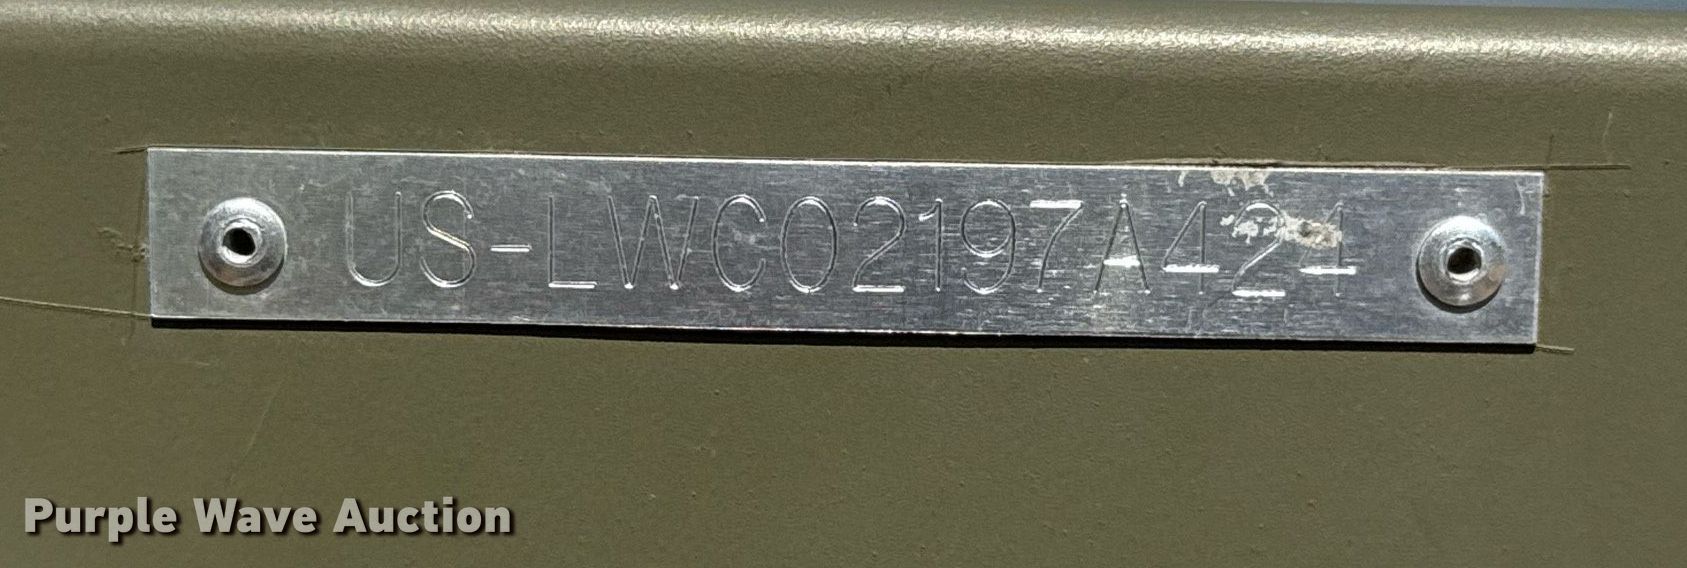 US-LWC02197A424
Purple Wave Auction